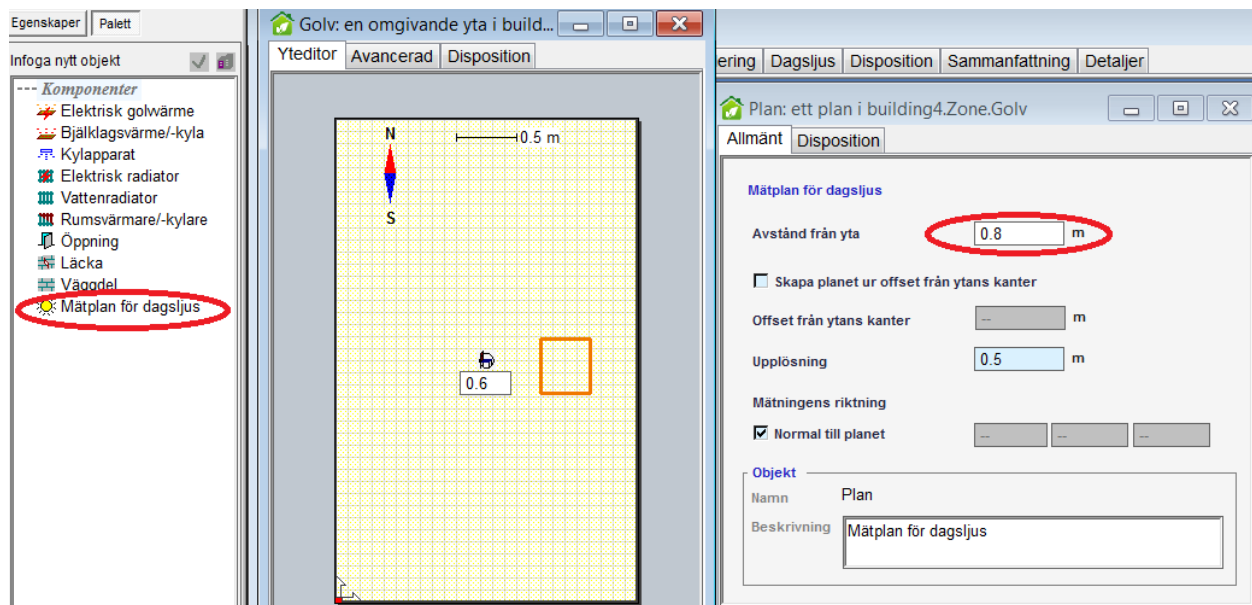 Egenskaper Palett
Infoga nytt objekt
--- Komponenter
Elektrisk golvärme
Bjälklagsvärme/-kyla
Kylapparat
Elektrisk radiator
Vattenradiator
Rumsvärmare/-kylare
Öppning
Läcka
Väggdel
Mätplan för dagsljus
Golv: en omgivande yta i build...
Yteditor Avancerad Disposition
N
0.5 m
S
0.6
ering Dagsljus Disposition Sammanfattning Detaljer
Plan: ett plan i building4.Zone.Golv
Allmänt Disposition
Mätplan för dagsljus
Avstånd från yta 0.8 m
Skapa planet ur offset från ytans kanter
Offset från ytans kanter -- m
Upplösning 0.5 m
Mätningens riktning
Normal till planet -- -- --
Objekt
Namn Plan
Beskrivning Mätplan för dagsljus